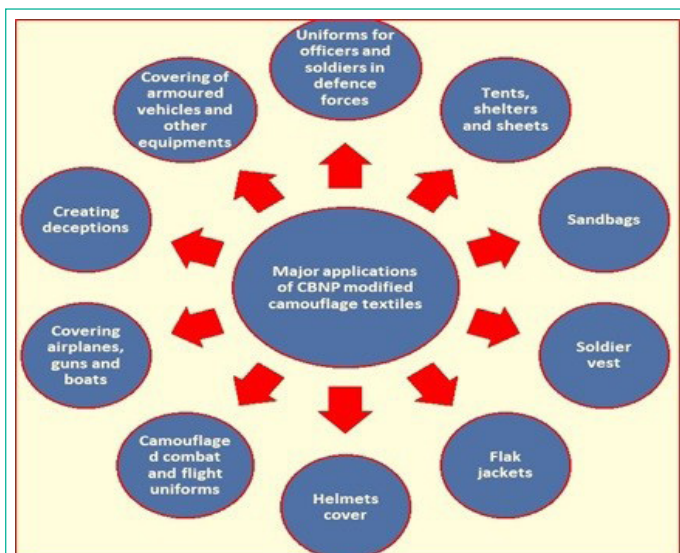 Uniforms for
officers and
soldiers in
defence
forces
Tents,
shelters
and sheets
Sandbags
Soldier
vest
Flak
jackets
Helmets
cover
Camouflage
d combat
and flight
uniforms
Covering
airplanes,
guns and
boats
Creating
deceptions
Covering of
armoured
vehicles and
other
equipments
Major applications
of CBNP modified
camouflage textiles